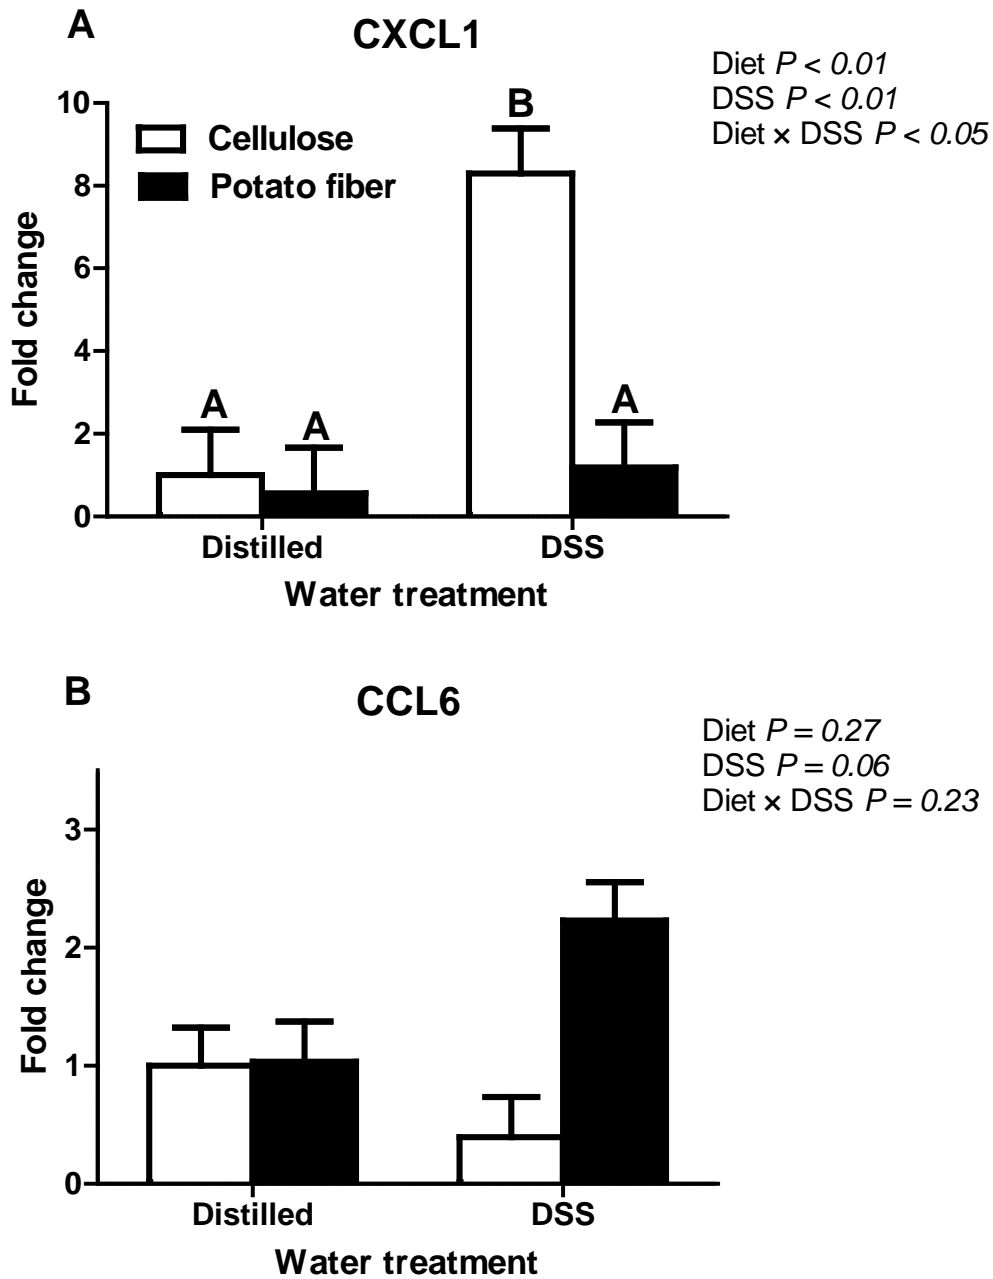 A
CXCL1
Diet P < 0.01
DSS P < 0.01
Diet × DSS P < 0.05
10
8
6
4
2
0
Fold change
Cellulose
Potato fiber
A
A
B
A
Distilled
DSS
Water treatment
B
CCL6
Diet P = 0.27
DSS P = 0.06
Diet × DSS P = 0.23
3
2
1
0
Fold change
Distilled
DSS
Water treatment